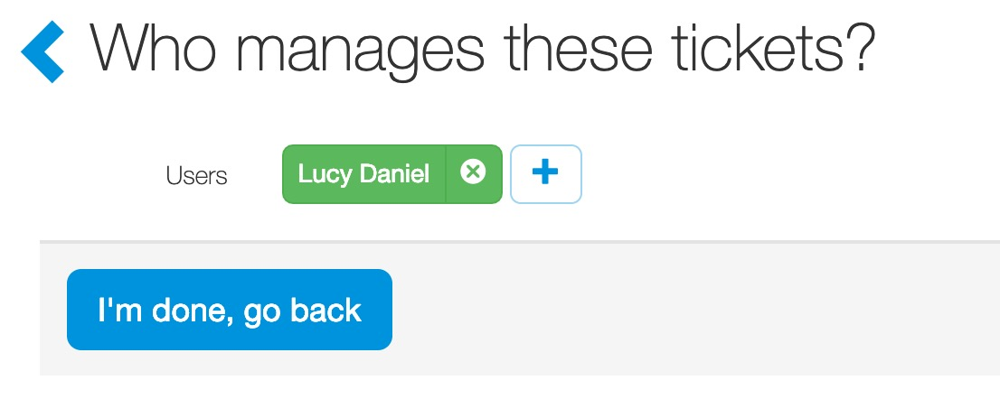 Who manages these tickets?
Users Lucy Daniel
I'm done, go back